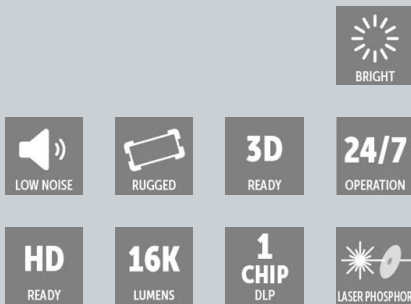 BRIGHT
LOW NOISE
RUGGED
3D
READY
24/7
OPERATION
HD
READY
16K
LUMENS
1
CHIP
DLP
LASER PHOSPHOR